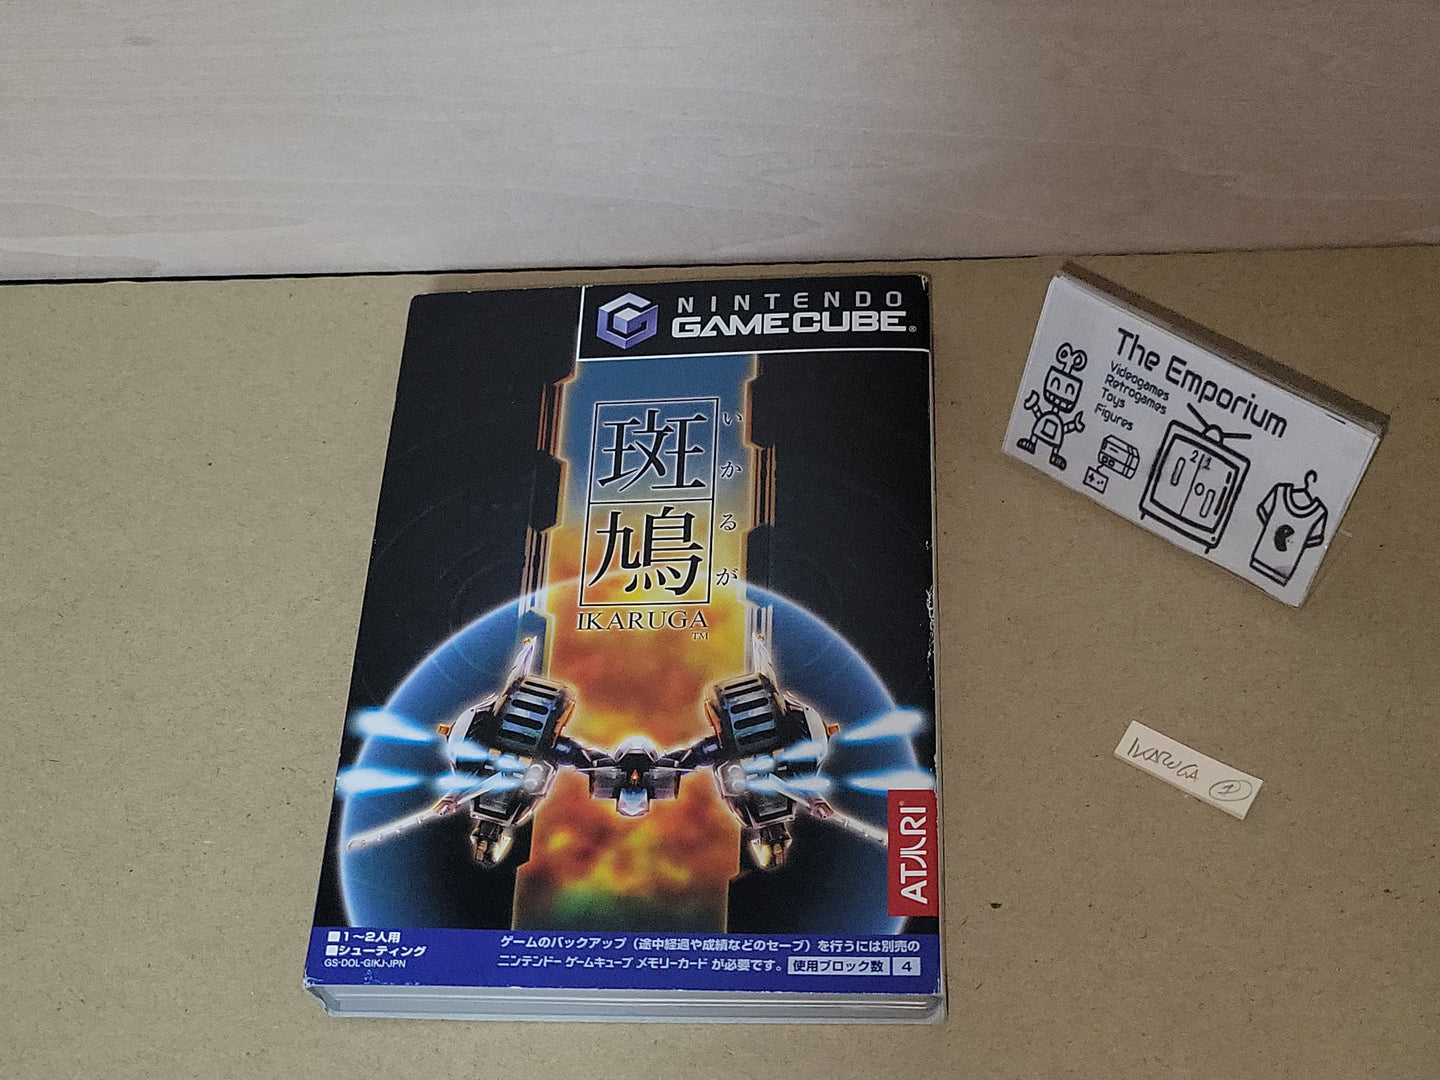 NINTENDO
GAMECUBE®
斑鳩
いかるが
IKARUGA
TM
ATARI®
■1〜2人用
■シューティング
GS-DOL-GIKJ-JPN
ゲームのバックアップ（途中経過や成績などのセーブ）を行うには別売の
ニンテンドー ゲームキューブ メモリーカード が必要です。 使用ブロック数 4
The Emporium
Videogames
Retrogames
Toys
Figures
2 1
IKARUGA 1